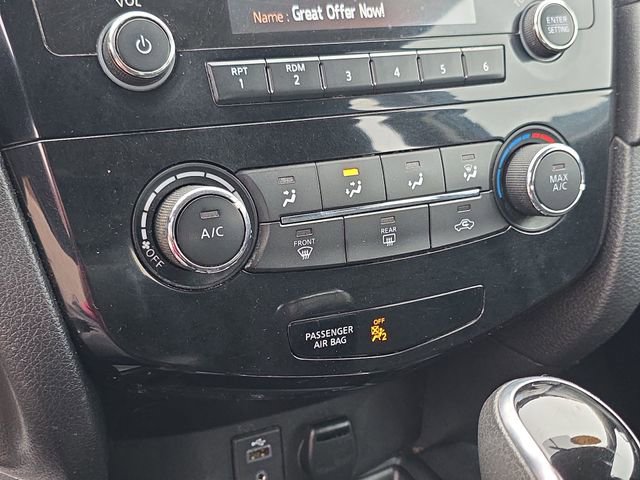 VOL
Name : Great Offer Now!
ENTER
SETTING
RPT
1
RDM
2
3
4
5
6
A/C
OFF
MAX
A/C
FRONT
REAR
PASSENGER
AIR BAG
OFF
2